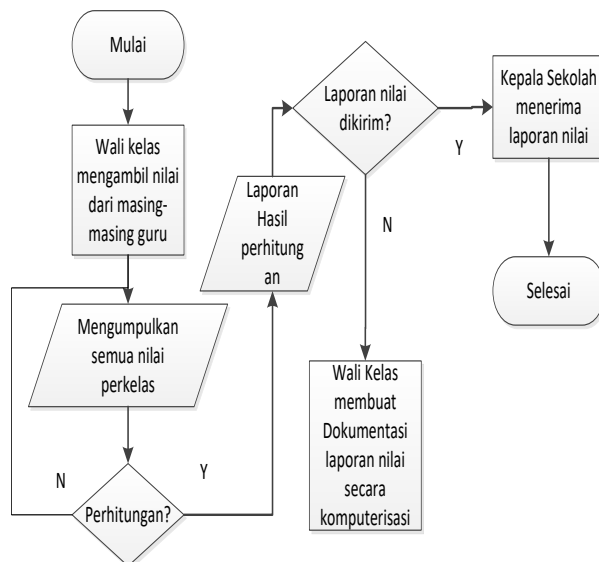 Mulai
Wali kelas
mengambil nilai
dari masing-
masing guru
Mengumpulkan
semua nilai
perkelas
N
Y
Perhitungan?
Laporan
Hasil
perhitung
an
Laporan nilai
dikirim?
Y
N
Wali Kelas
membuat
Dokumentasi
laporan nilai
secara
komputerisasi
Kepala Sekolah
menerima
laporan nilai
Selesai